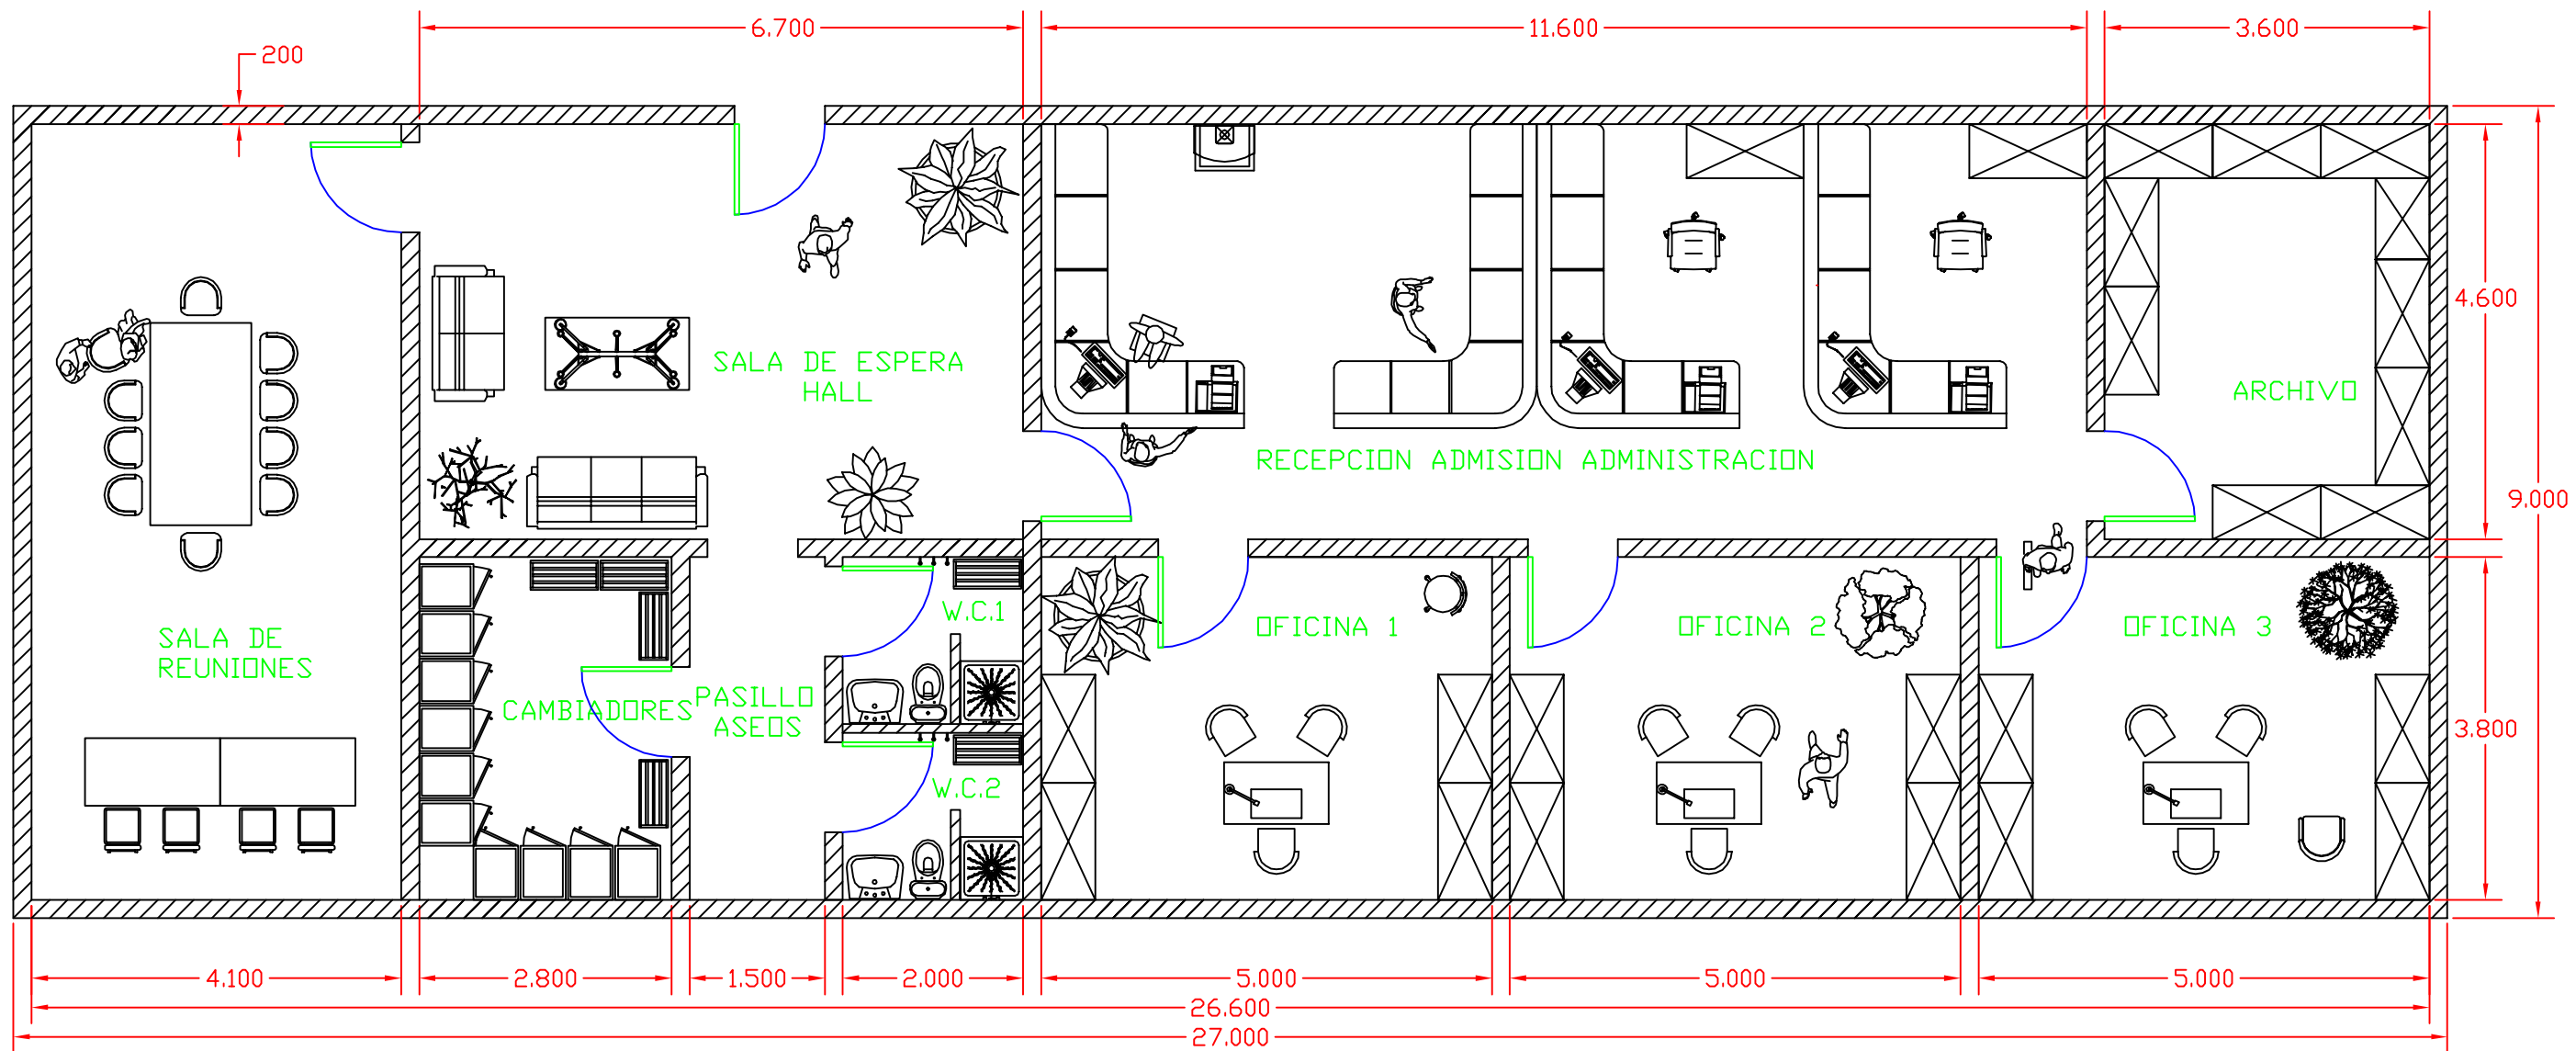 6.700
11.600
3.600
200
4.600
9.000
SALA DE ESPERA
HALL
ARCHIVO
RECEPCION ADMISION ADMINISTRACION
SALA DE
REUNIONES
CAMBIADORES
PASILLO
ASEOS
W.C.1
W.C.2
OFICINA 1
OFICINA 2
OFICINA 3
3.800
4.100
2.800
1.500
2.000
5.000
5.000
5.000
26.600
27.000